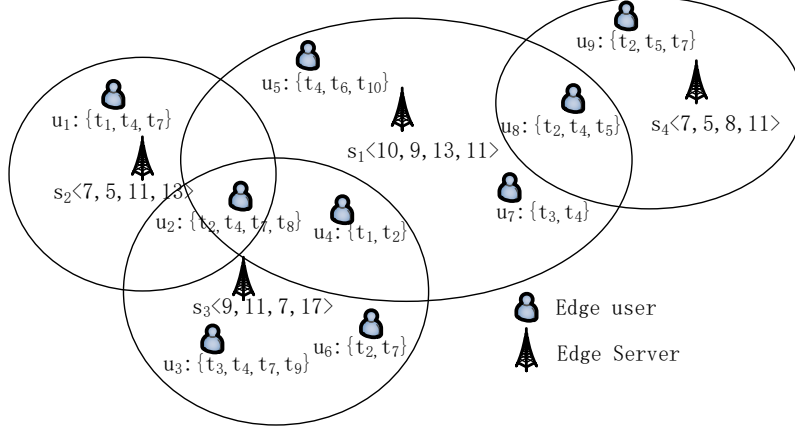 u9:{t2,t5,t7}
u5:{t4,t6,t10}
u1:{t1,t4,t7}
u8:{t2,t4,t5}
s4<7,5,8,11>
s1<10,9,13,11>
s2<7,5,11,13>
u2:{t2,t4,t7,t8}
u4:{t1,t2}
u7:{t3,t4}
s3<9,11,7,17>
Edge user
u6:{t2,t7}
Edge Server
u3:{t3,t4,t7,t9}